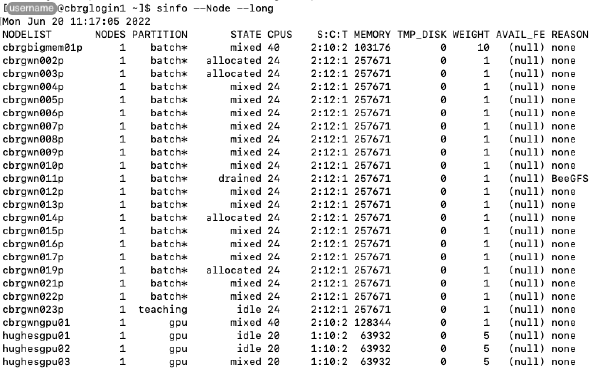 [username@cbrglogin1 ~]$ sinfo --Node --long
Mon Jun 20 11:17:05 2022
NODELIST NODES PARTITION STATE CPUS S:C:T MEMORY TMP_DISK WEIGHT AVAIL_FE REASON
cbrgbigmem01p 1 batch* mixed 40 2:10:2 103176 0 10 (null) none
cbrgwn002p 1 batch* allocated 24 2:12:1 257671 0 1 (null) none
cbrgwn003p 1 batch* allocated 24 2:12:1 257671 0 1 (null) none
cbrgwn004p 1 batch* mixed 24 2:12:1 257671 0 1 (null) none
cbrgwn005p 1 batch* mixed 24 2:12:1 257671 0 1 (null) none
cbrgwn006p 1 batch* mixed 24 2:12:1 257671 0 1 (null) none
cbrgwn007p 1 batch* mixed 24 2:12:1 257671 0 1 (null) none
cbrgwn008p 1 batch* mixed 24 2:12:1 257671 0 1 (null) none
cbrgwn009p 1 batch* mixed 24 2:12:1 257671 0 1 (null) none
cbrgwn010p 1 batch* mixed 24 2:12:1 257671 0 1 (null) none
cbrgwn011p 1 batch* drained 24 2:12:1 257671 0 1 (null) BeeGFS
cbrgwn012p 1 batch* mixed 24 2:12:1 257671 0 1 (null) none
cbrgwn013p 1 batch* mixed 24 2:12:1 257671 0 1 (null) none
cbrgwn014p 1 batch* allocated 24 2:12:1 257671 0 1 (null) none
cbrgwn015p 1 batch* mixed 24 2:12:1 257671 0 1 (null) none
cbrgwn016p 1 batch* mixed 24 2:12:1 257671 0 1 (null) none
cbrgwn017p 1 batch* mixed 24 2:12:1 257671 0 1 (null) none
cbrgwn019p 1 batch* allocated 24 2:12:1 257671 0 1 (null) none
cbrgwn021p 1 batch* mixed 24 2:12:1 257671 0 1 (null) none
cbrgwn022p 1 batch* mixed 24 2:12:1 257671 0 1 (null) none
cbrgwn023p 1 teaching idle 24 2:12:1 257671 0 1 (null) none
cbrgwngpu01 1 gpu mixed 40 2:10:2 128344 0 1 (null) none
hughesgpu01 1 gpu idle 20 1:10:2 63932 0 5 (null) none
hughesgpu02 1 gpu idle 20 1:10:2 63932 0 5 (null) none
hughesgpu03 1 gpu mixed 20 1:10:2 63932 0 5 (null) none